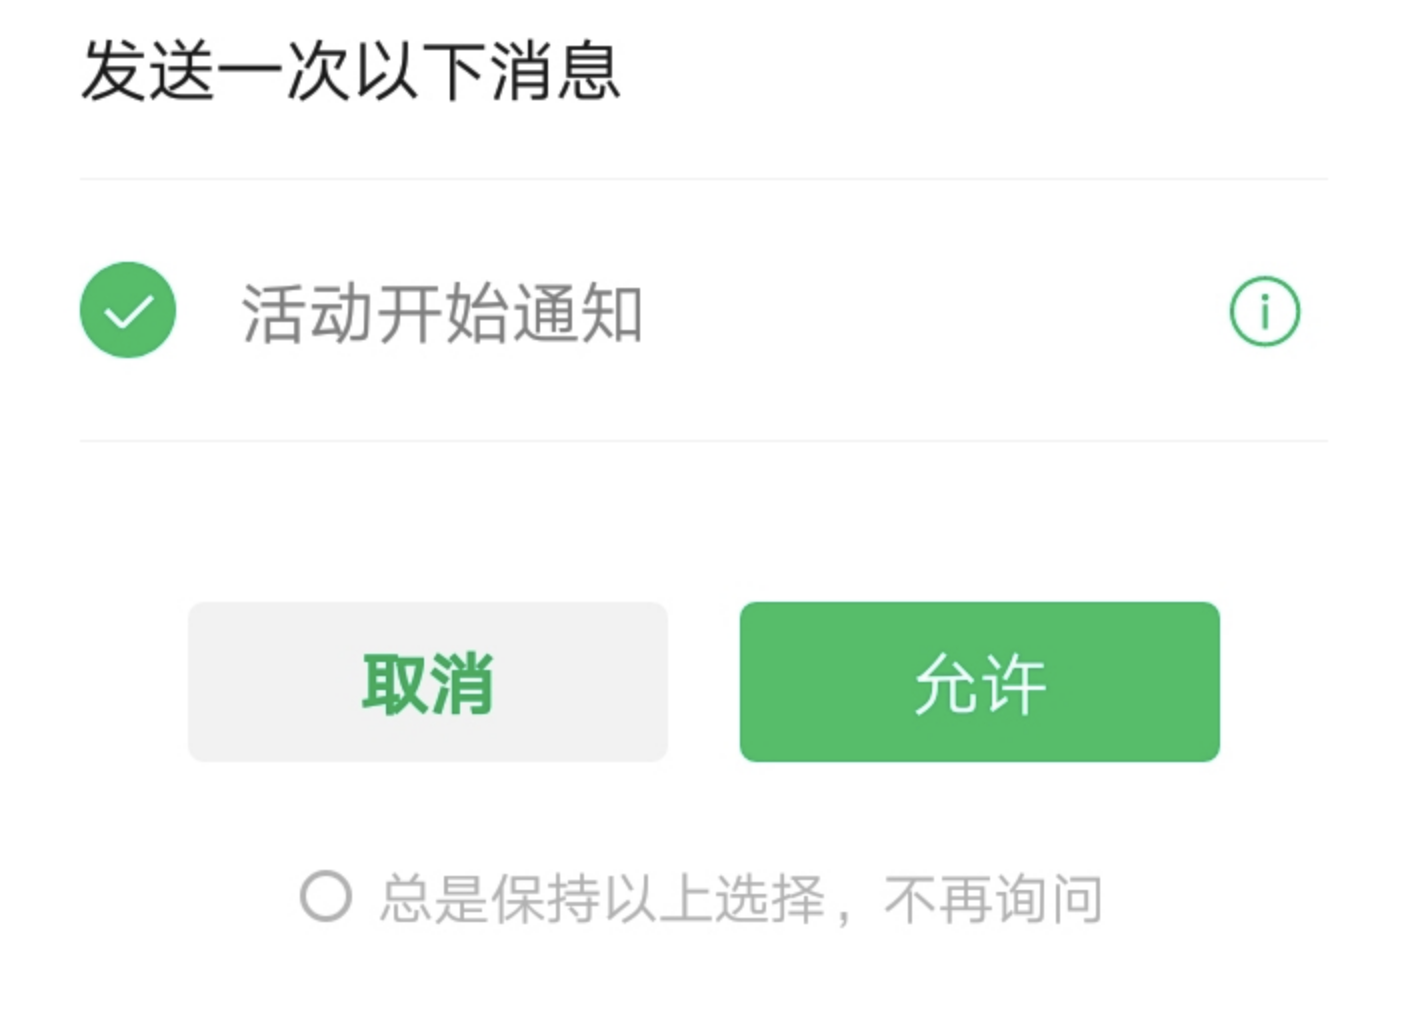 发送一次以下消息
活动开始通知
取消
允许
总是保持以上选择，不再询问